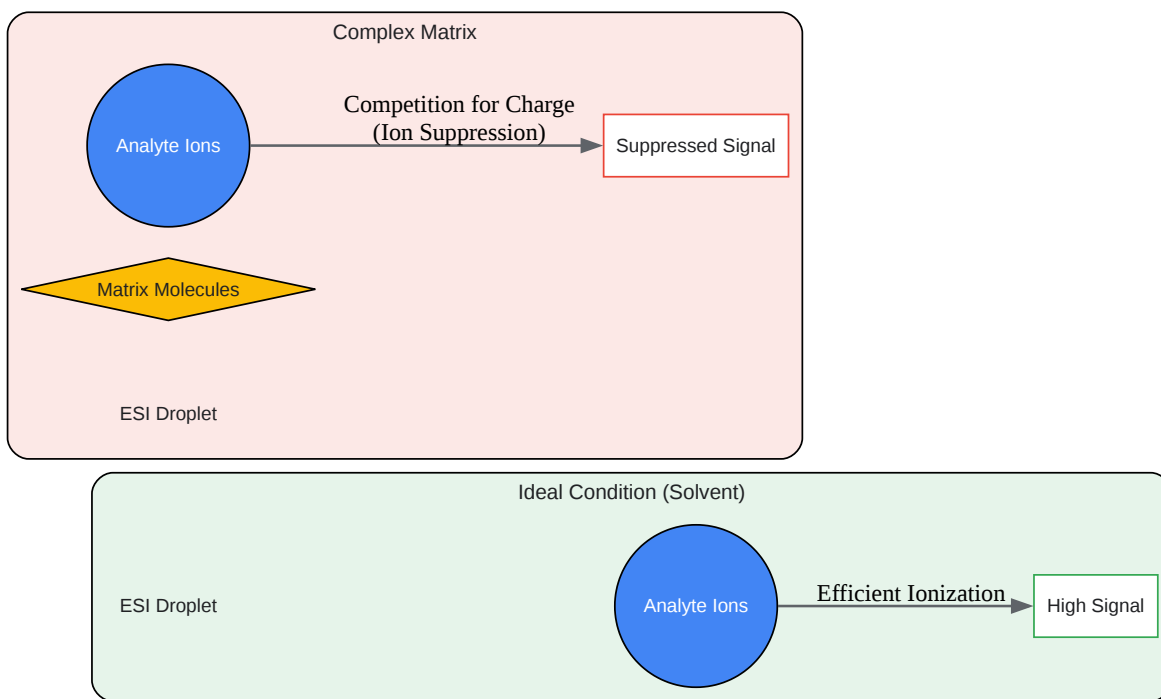 Complex Matrix
Competition for Charge
(Ion Suppression)
Analyte Ions
Suppressed Signal
Matrix Molecules
ESI Droplet
Ideal Condition (Solvent)
ESI Droplet
Analyte Ions
Efficient Ionization
High Signal